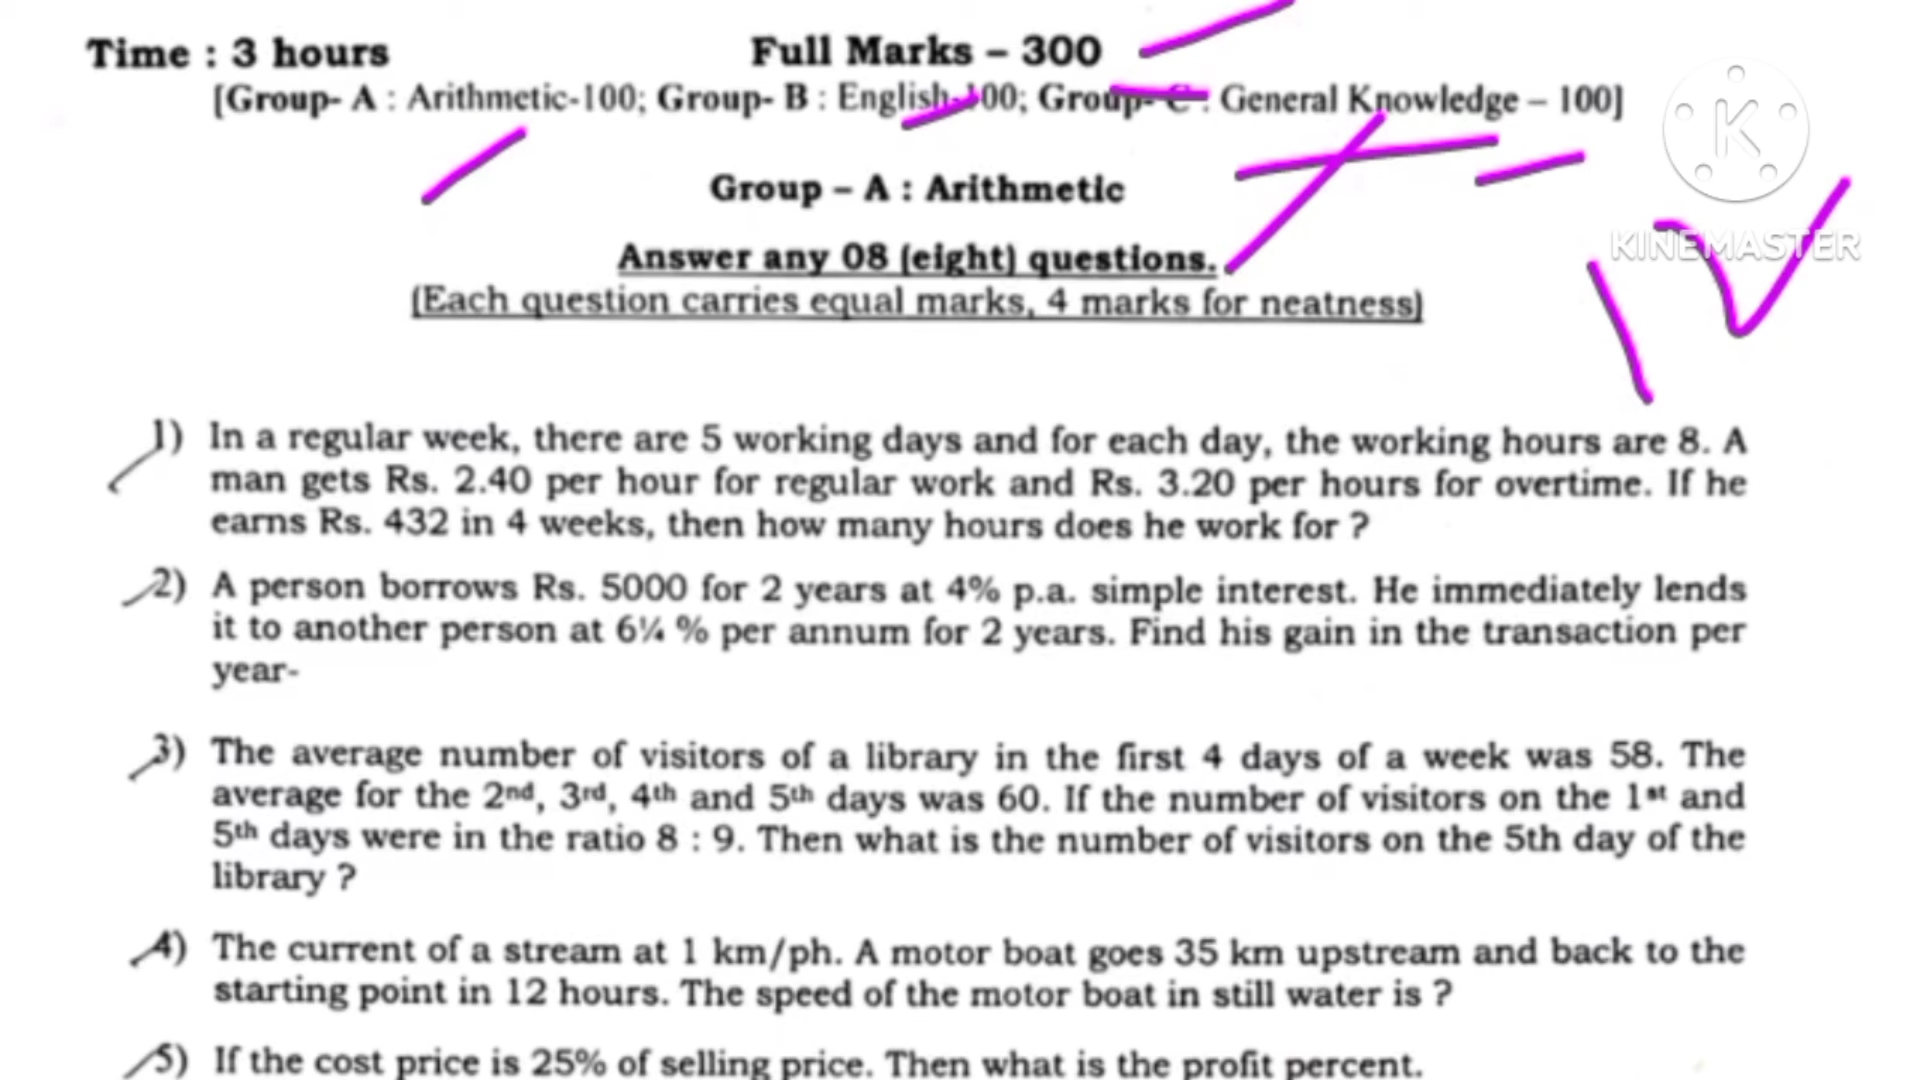 Time : 3 hours Full Marks – 300
[Group- A : Arithmetic-100; Group- B : English-100; Group- C : General Knowledge – 100]
Group – A : Arithmetic
Answer any 08 (eight) questions.
(Each question carries equal marks, 4 marks for neatness)
KINEMASTER
1) In a regular week, there are 5 working days and for each day, the working hours are 8. A
man gets Rs. 2.40 per hour for regular work and Rs. 3.20 per hours for overtime. If he
earns Rs. 432 in 4 weeks, then how many hours does he work for ?
2) A person borrows Rs. 5000 for 2 years at 4% p.a. simple interest. He immediately lends
it to another person at 6¼ % per annum for 2 years. Find his gain in the transaction per
year-
3) The average number of visitors of a library in the first 4 days of a week was 58. The
average for the 2nd, 3rd, 4th and 5th days was 60. If the number of visitors on the 1st and
5th days were in the ratio 8 : 9. Then what is the number of visitors on the 5th day of the
library ?
4) The current of a stream at 1 km/ph. A motor boat goes 35 km upstream and back to the
starting point in 12 hours. The speed of the motor boat in still water is ?
5) If the cost price is 25% of selling price. Then what is the profit percent.